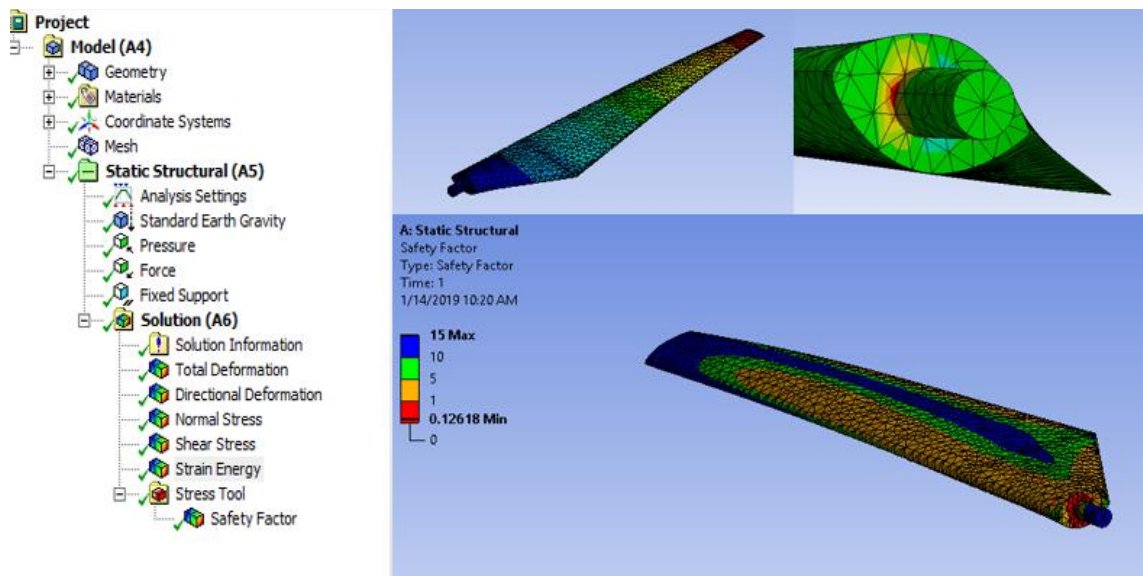 Project
Model (A4)
Geometry
Materials
Coordinate Systems
Mesh
Static Structural (A5)
Analysis Settings
Standard Earth Gravity
Pressure
Force
Fixed Support
Solution (A6)
Solution Information
Total Deformation
Directional Deformation
Normal Stress
Shear Stress
Strain Energy
Stress Tool
Safety Factor
A: Static Structural
Safety Factor
Type: Safety Factor
Time: 1
1/14/2019 10:20 AM
15 Max
10
5
1
0.12618 Min
0